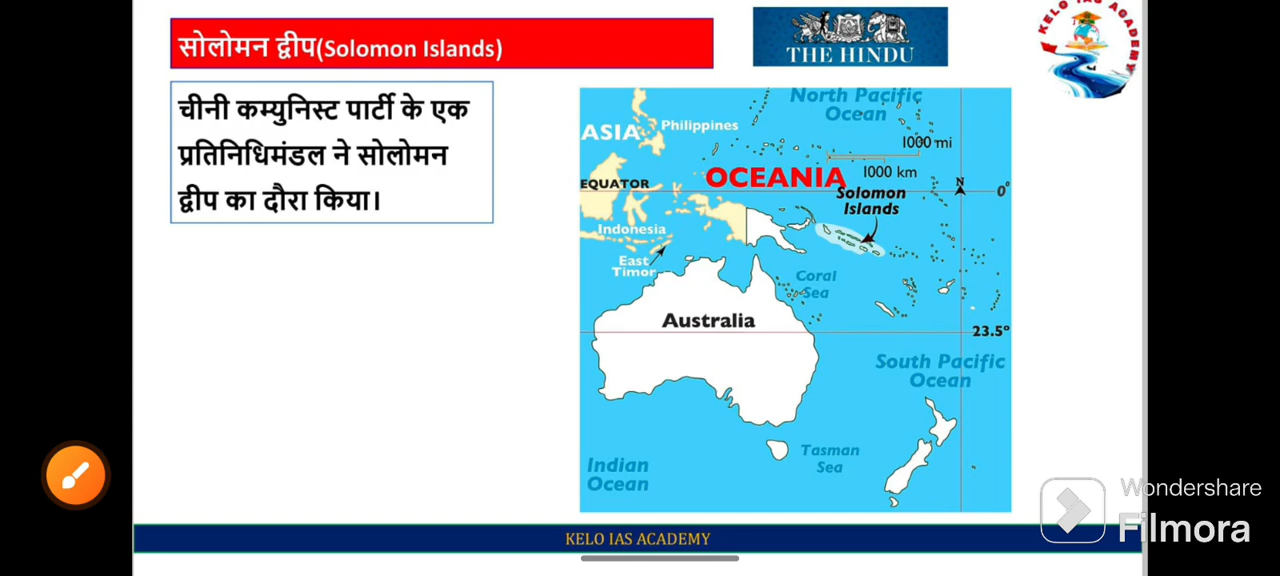 सोलोमन द्वीप(Solomon Islands)
THE HINDU
KELO IAS ACADEMY
चीनी कम्युनिस्ट पार्टी के एक
प्रतिनिधिमंडल ने सोलोमन
द्वीप का दौरा किया।
North Pacific
Ocean
ASIA
Philippines
1000 mi
1000 km
OCEANIA
EQUATOR
N
0°
Solomon
Islands
Indonesia
East
Timor
Coral
Sea
Australia
23.5°
South Pacific
Ocean
Tasman
Sea
Indian
Ocean
Wondershare
Filmora
KELO IAS ACADEMY